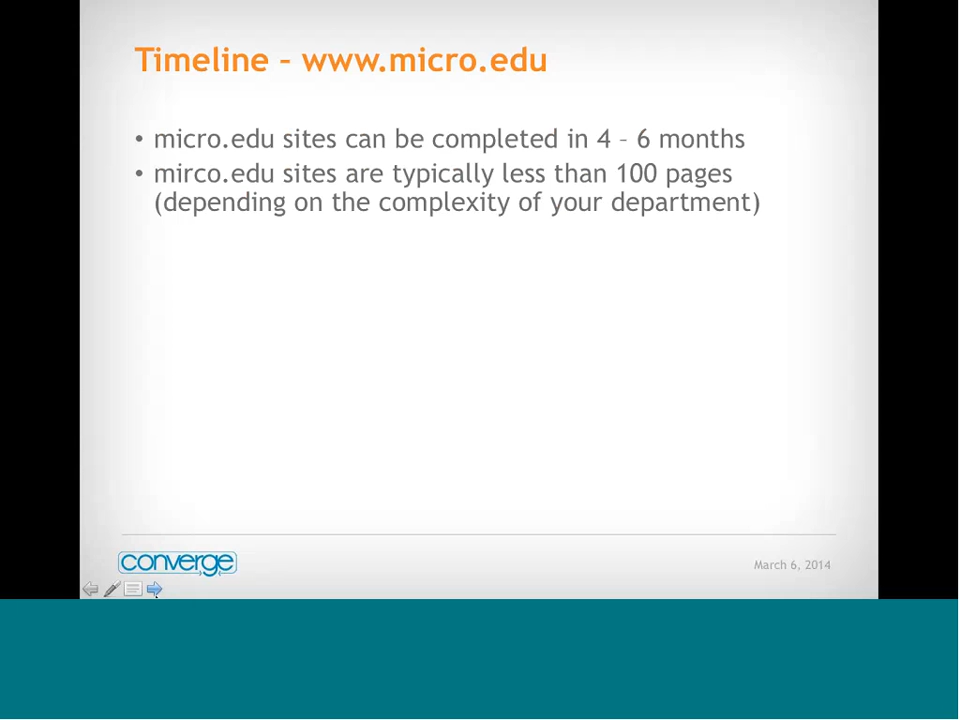 Timeline – www.micro.edu
• micro.edu sites can be completed in 4 – 6 months
• mirco.edu sites are typically less than 100 pages
(depending on the complexity of your department)
converge
March 6, 2014